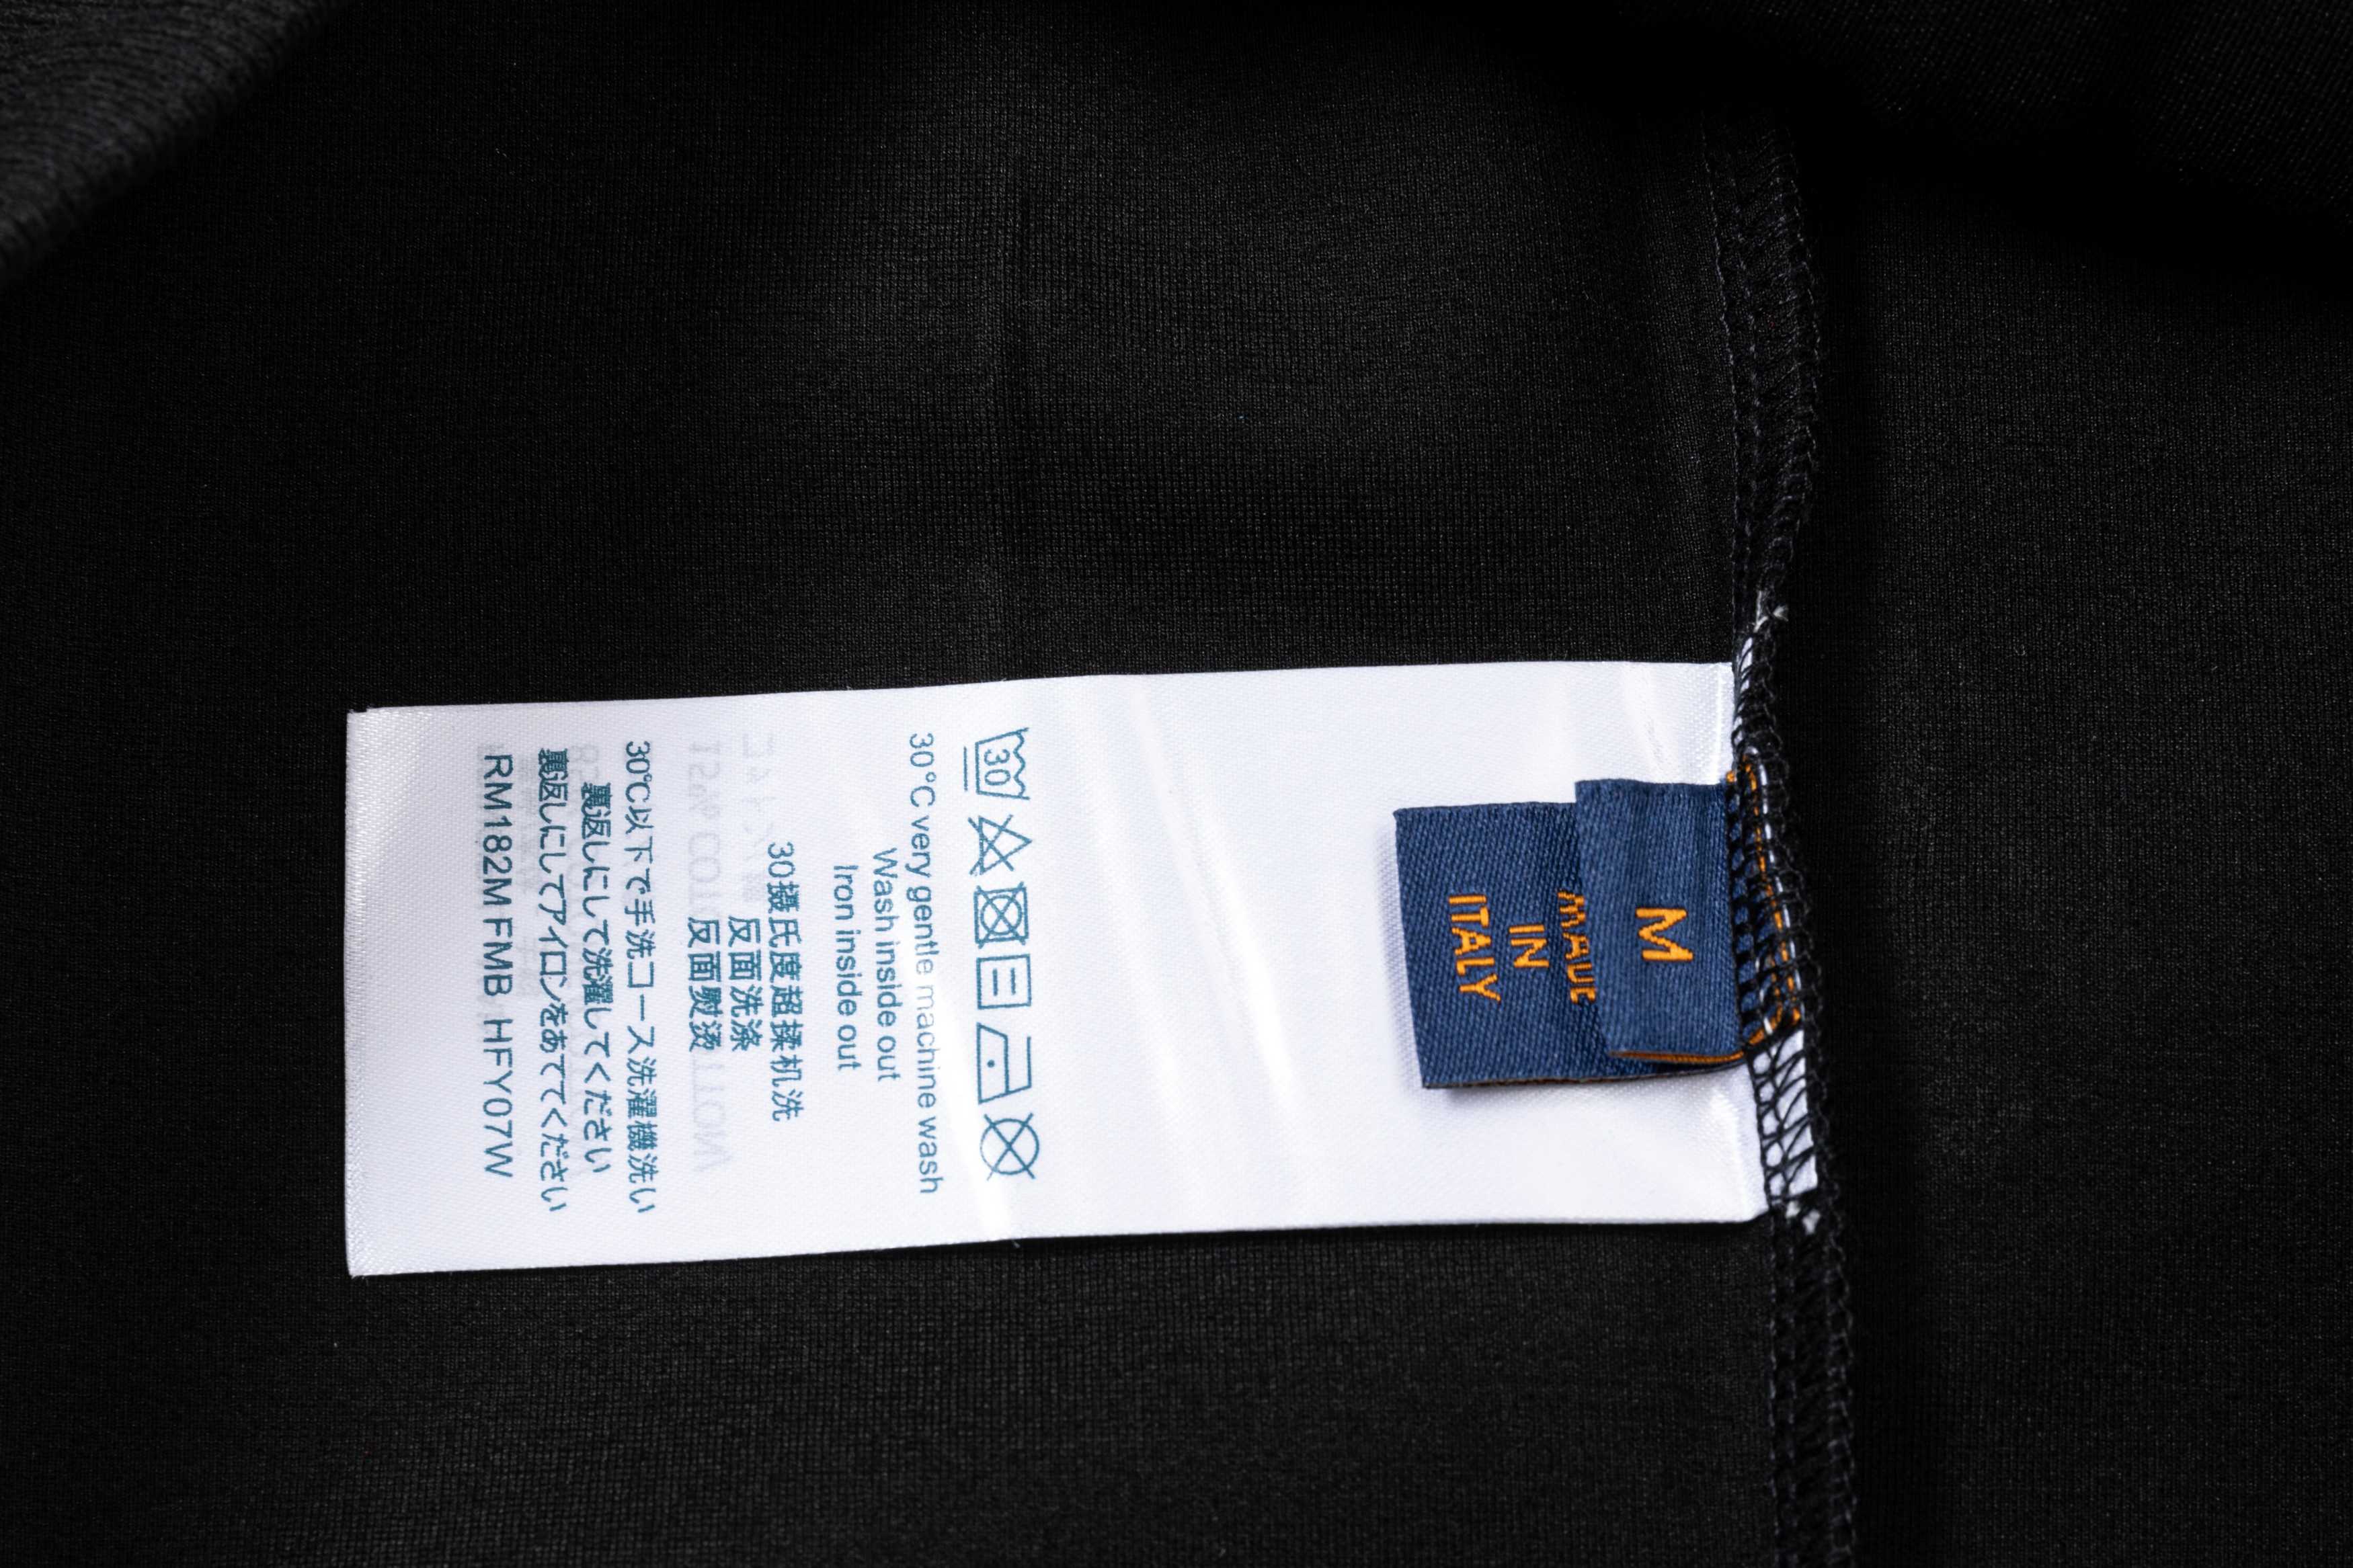 M
MADE
IN
ITALY
30
30°C very gentle machine wash
Wash inside out
Iron inside out
30摄氏度超揉机洗
反面洗涤
反面熨烫
30℃以下で手洗コース洗濯機洗い
裏返しにして洗濯してください
裏返しにしてアイロンをあててください
RM182M FMB HFY07W